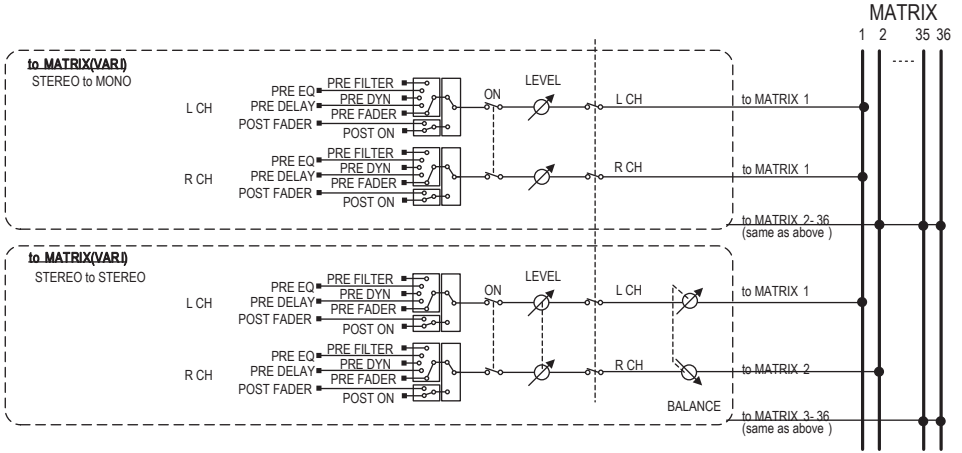 MATRIX
1 2 35 36
to MATRIX(VARI)
STEREO to MONO
L CH
PRE FILTER
PRE EQ
PRE DYN
PRE DELAY
PRE FADER
POST FADER
POST ON
ON
LEVEL
L CH
to MATRIX 1
R CH
PRE FILTER
PRE EQ
PRE DYN
PRE DELAY
PRE FADER
POST FADER
POST ON
R CH
to MATRIX 1
to MATRIX 2-36
(same as above )
to MATRIX(VARI)
STEREO to STEREO
L CH
PRE FILTER
PRE EQ
PRE DYN
PRE DELAY
PRE FADER
POST FADER
POST ON
ON
LEVEL
L CH
to MATRIX 1
R CH
PRE FILTER
PRE EQ
PRE DYN
PRE DELAY
PRE FADER
POST FADER
POST ON
R CH
BALANCE
to MATRIX 2
to MATRIX 3-36
(same as above )